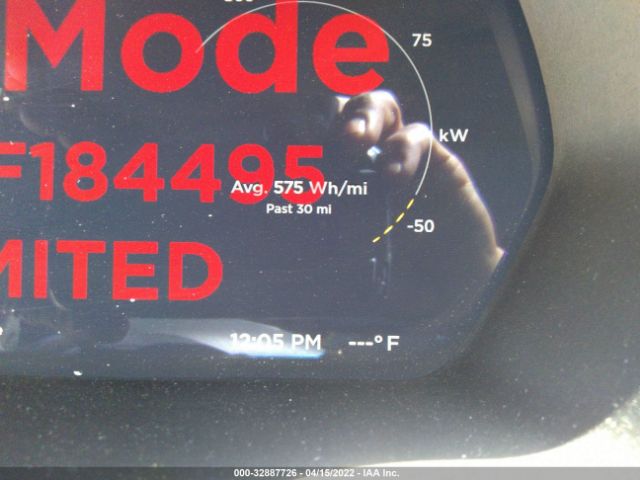 Mode
75
kW
F184495
Avg. 575 Wh/mi
Past 30 mi
-50
MITED
12:05 PM ---° F
000-32887726 - 04/15/2022 - IAA Inc.